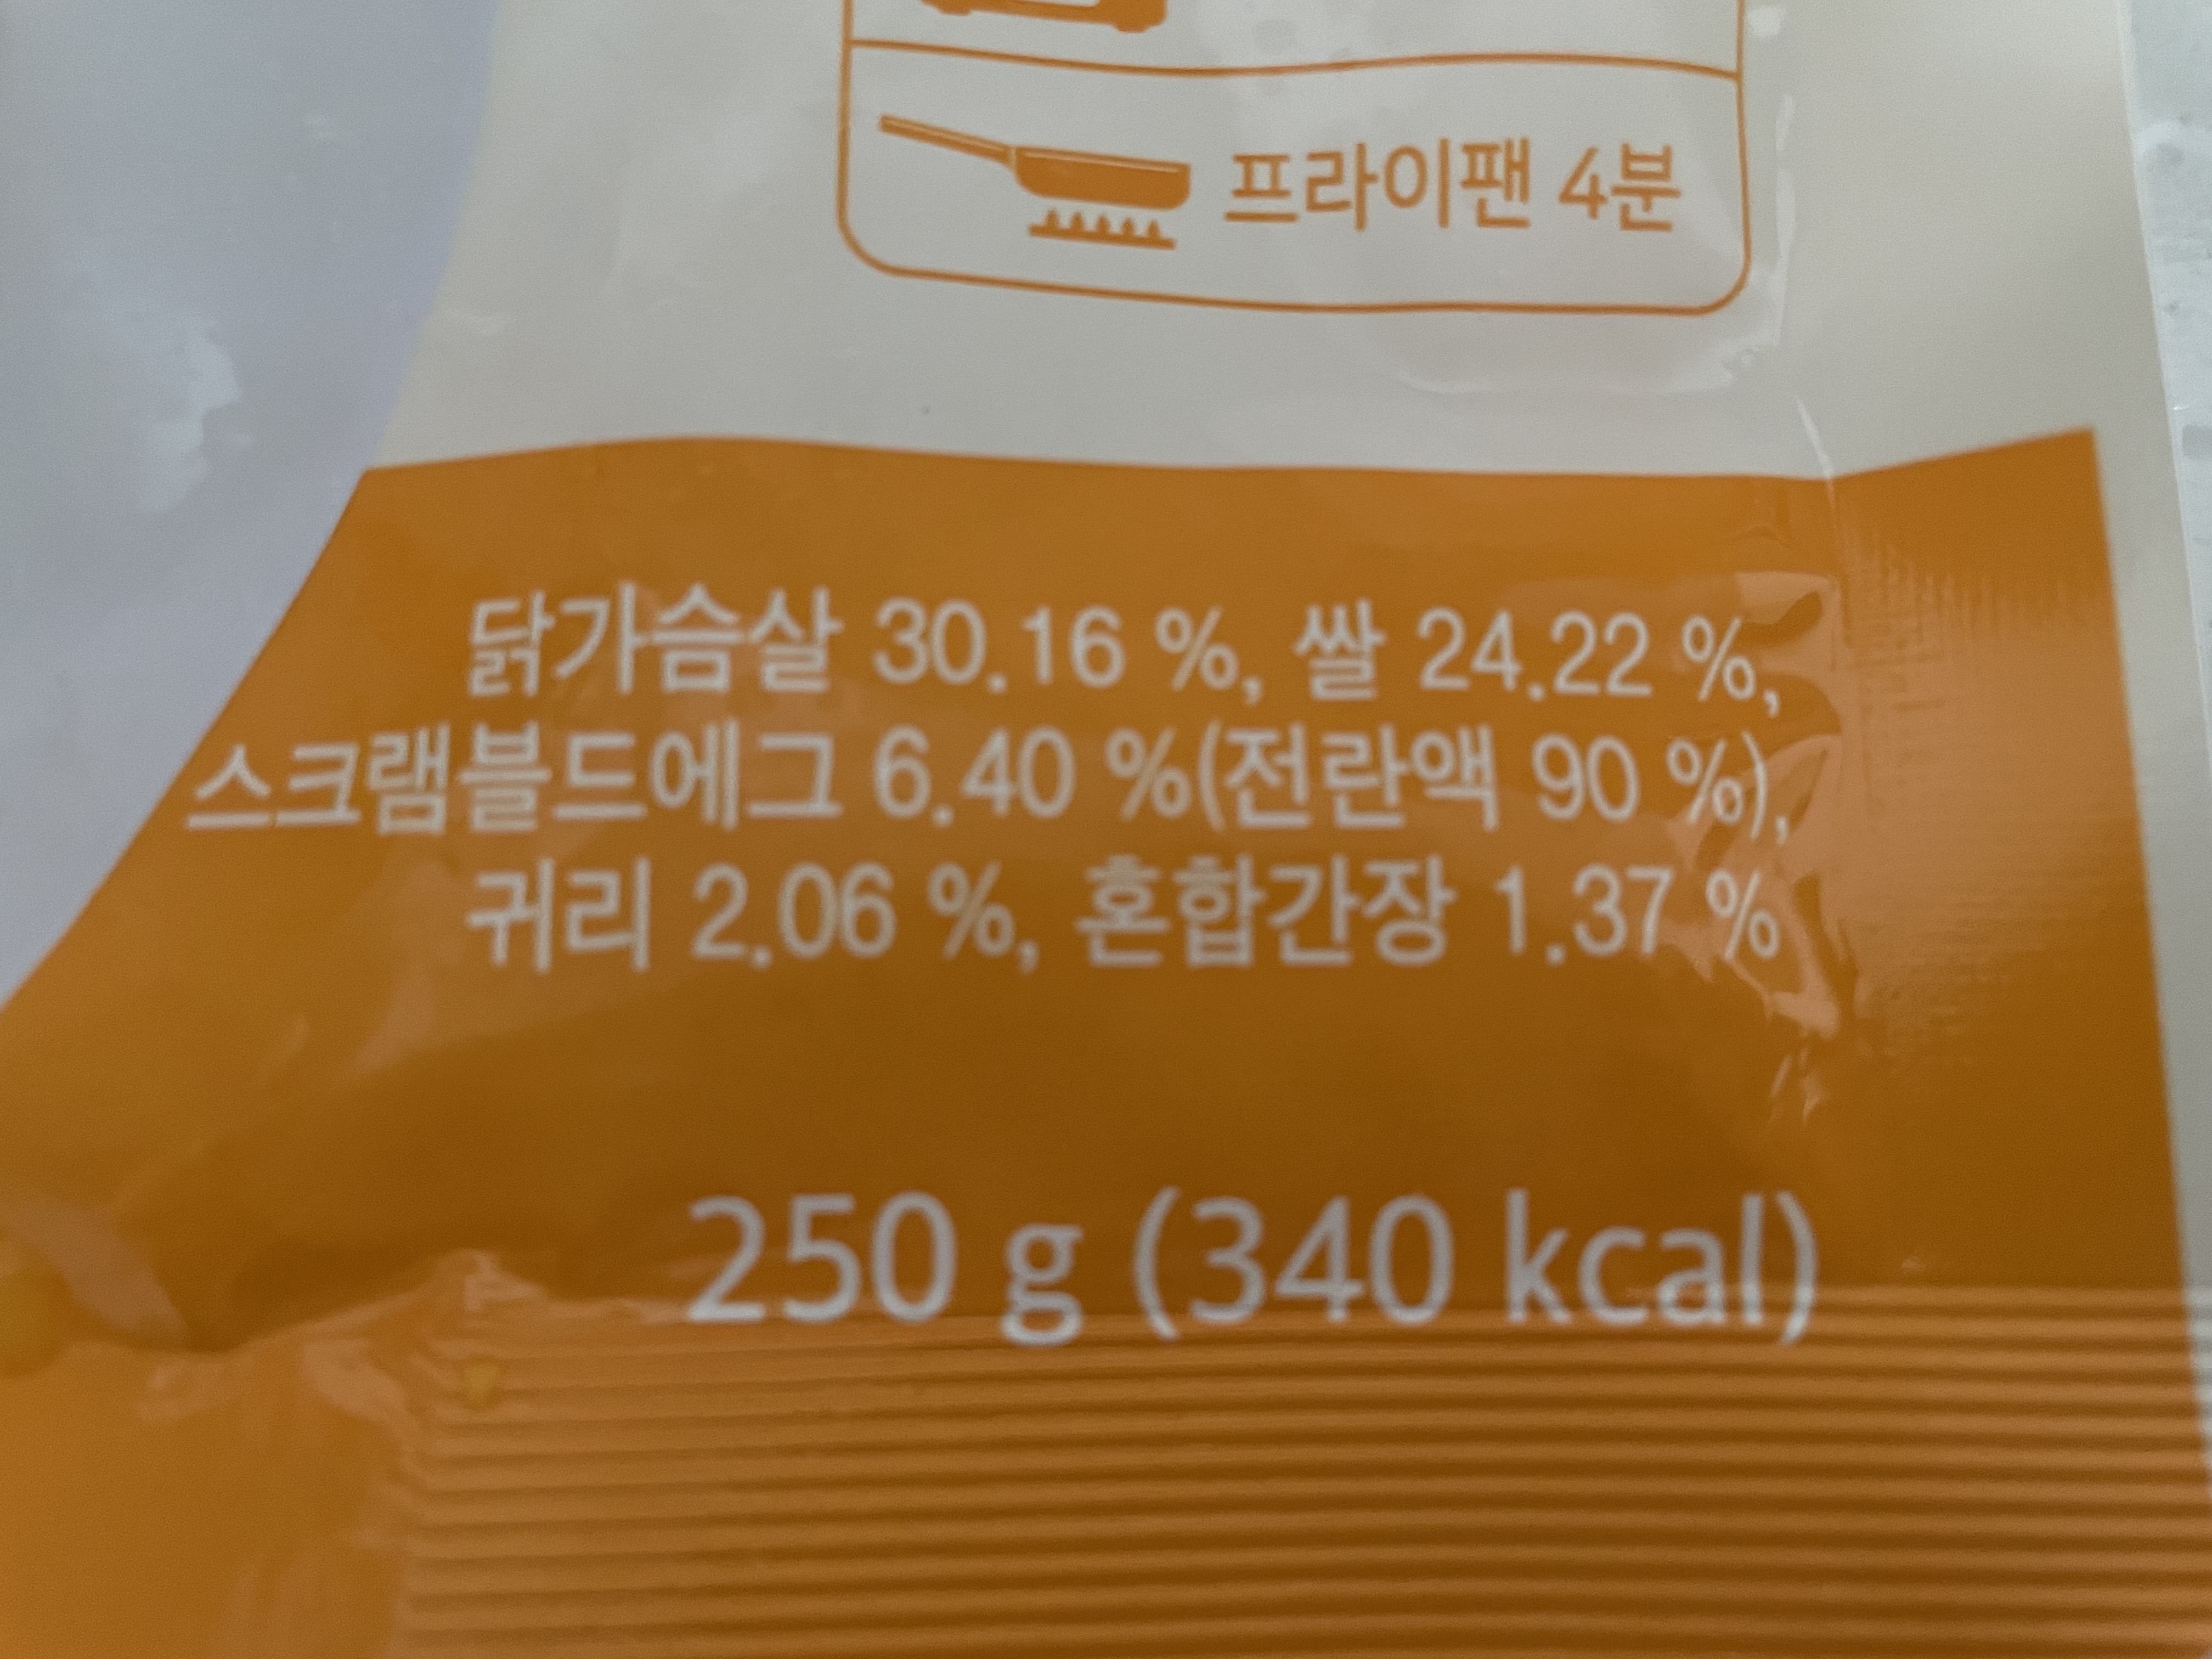 프라이팬 4분
닭가슴살 30.16 %, 쌀 24.22 %,
스크램블드에그 6.40 %(전란액 90 %),
귀리 2.06 %, 혼합간장 1.37 %
250 g (340 kcal)